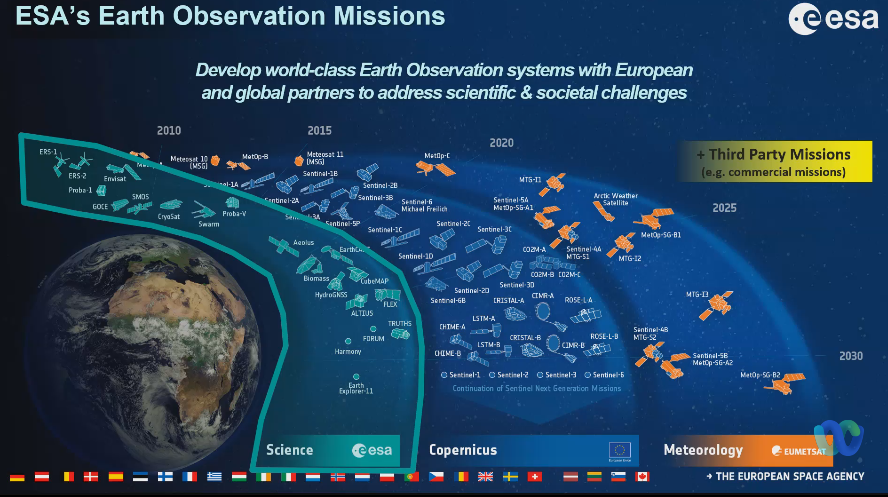 ESA's Earth Observation Missions
esa
Develop world-class Earth Observation systems with European
and global partners to address scientific & societal challenges
2010
2015
2020
2025
2030
+ Third Party Missions
(e.g. commercial missions)
ERS-1
ERS-2
Envisat
Proba-1
GOCE
SMOS
CryoSat
Swarm
Proba-V
Aeolus
Biomass
HydroGNSS
CubeMAP
ALTIUS
FLEX
TRUTHS
FORUM
Harmony
Earth
Explorer-11
Meteosat 10
(MSG)
MetOp-B
Meteosat 11
(MSG)
MetOp-C
Sentinel-1B
Sentinel-2B
Sentinel-3B
Sentinel-6
Michael Freilich
Sentinel-1C
Sentinel-2C
Sentinel-3C
Sentinel-1D
Sentinel-2D
Sentinel-3D
Sentinel-6B
CO2M-A
CO2M-B
CO2M-C
CRISTAL-A
CIMR-A
ROSE-L-A
LSTM-A
CHIME-A
CHIME-B
LSTM-B
CRISTAL-B
CIMR-B
ROSE-L-B
Sentinel-1
Sentinel-2
Sentinel-3
Sentinel-6
Continuation of Sentinel Next Generation Missions
MTG-I1
Sentinel-5A
MetOp-SG-A1
Sentinel-4A
MTG-S1
Arctic Weather
Satellite
MetOp-SG-B1
MTG-I2
MTG-I3
Sentinel-4B
MTG-S2
Sentinel-5B
MetOp-SG-A2
MetOp-SG-B2
Science
esa
Copernicus
Meteorology
EUMETSAT
→ THE EUROPEAN SPACE AGENCY